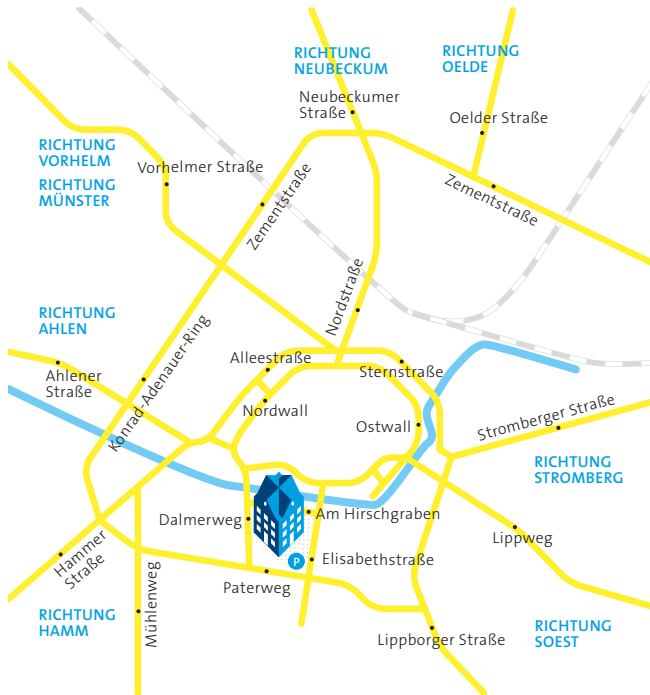 RICHTUNG
NEUBECKUM
RICHTUNG
OELDE
Neubeckumer
Straße
Oelder Straße
RICHTUNG
VORHELM
RICHTUNG
MÜNSTER
Vorhelmer Straße
Zementstraße
Zementstraße
Nordstraße
RICHTUNG
AHLEN
Konrad-Adenauer-Ring
Alleestraße
Sternstraße
Ahlener
Straße
Nordwall
Ostwall
Stromberger Straße
RICHTUNG
STROMBERG
Dalmerweg
Am Hirschgraben
Lippweg
Hammer
Straße
P
Elisabethstraße
Mühlenweg
Paterweg
RICHTUNG
HAMM
Lippborger Straße
RICHTUNG
SOEST